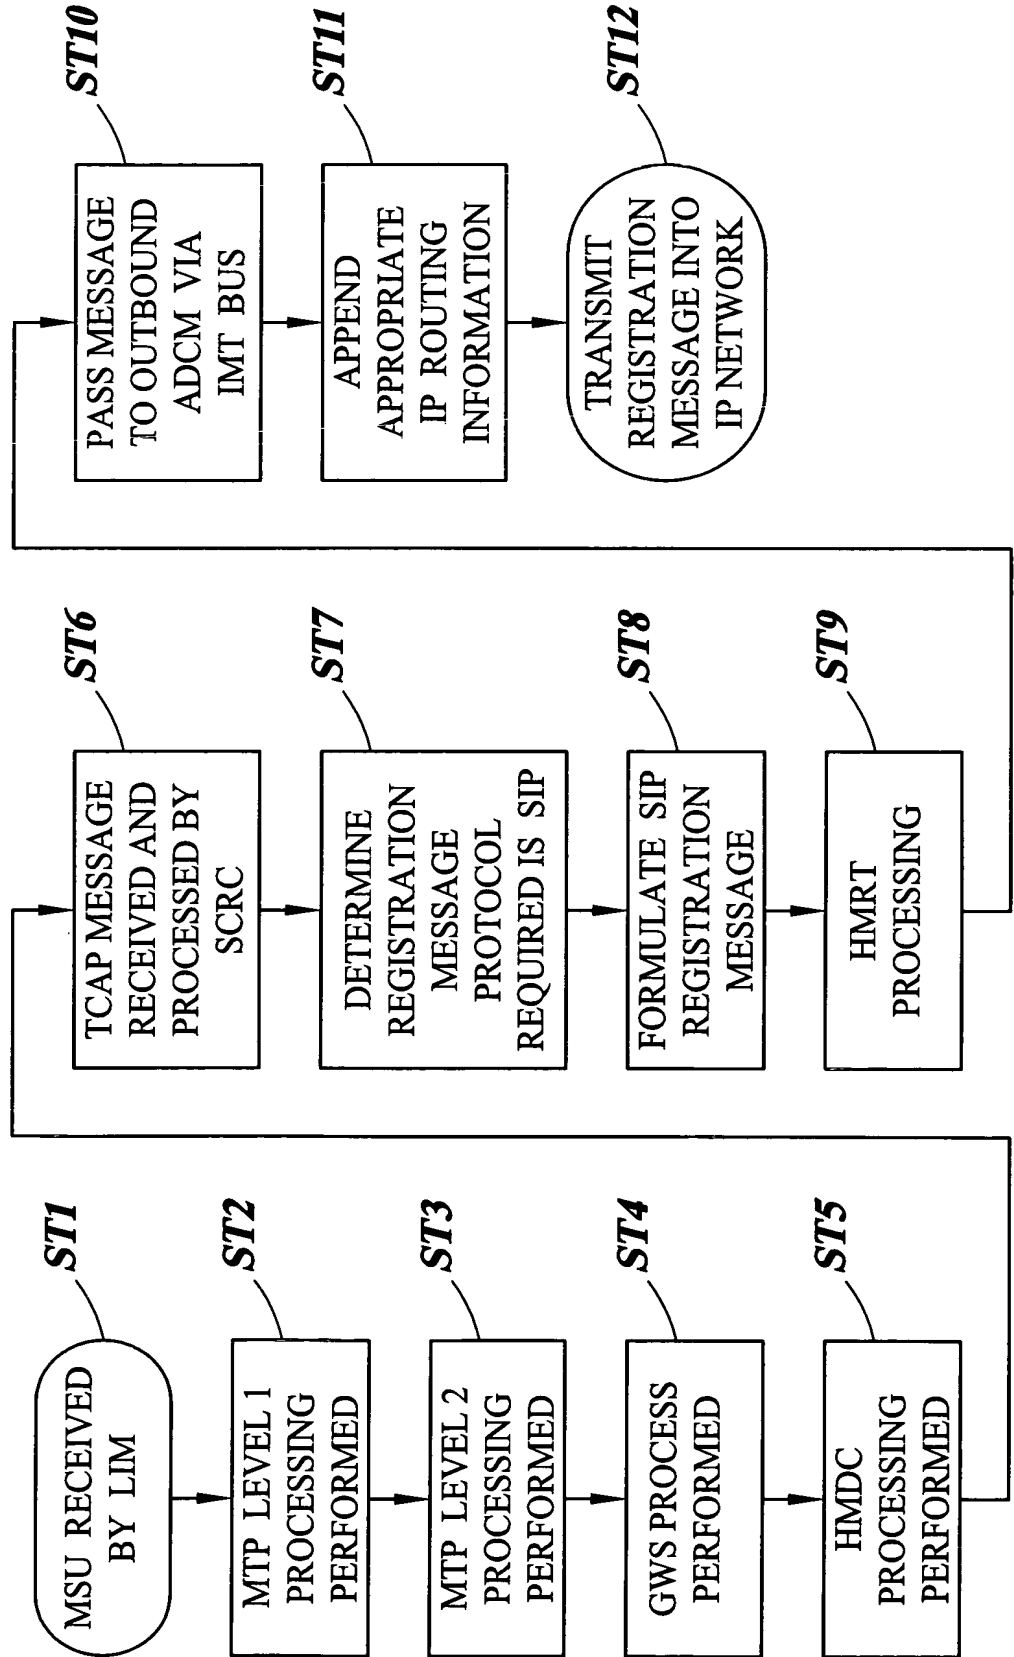 ST1
MSU RECEIVED
BY LIM
ST2
MTP LEVEL 1
PROCESSING
PERFORMED
ST3
MTP LEVEL 2
PROCESSING
PERFORMED
ST4
GWS PROCESS
PERFORMED
ST5
HMDC
PROCESSING
PERFORMED
ST6
TCAP MESSAGE
RECEIVED AND
PROCESSED BY
SCRC
ST7
DETERMINE
REGISTRATION
MESSAGE
PROTOCOL
REQUIRED IS SIP
ST8
FORMULATE SIP
REGISTRATION
MESSAGE
ST9
HMRT
PROCESSING
ST10
PASS MESSAGE
TO OUTBOUND
ADCM VIA
IMT BUS
ST11
APPEND
APPROPRIATE
IP ROUTING
INFORMATION
ST12
TRANSMIT
REGISTRATION
MESSAGE INTO
IP NETWORK